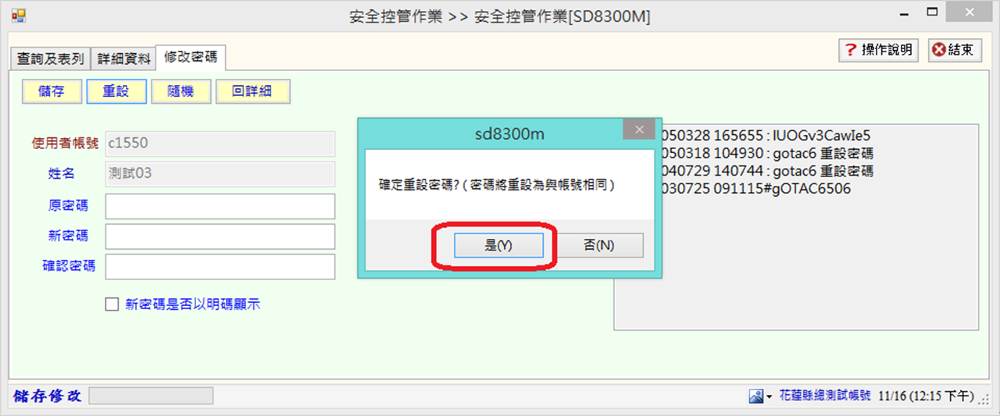 安全控管作業 >> 安全控管作業[SD8300M]
查詢及表列 詳細資料 修改密碼
? 操作說明 結束
儲存 重設 隨機 回詳細
使用者帳號 c1550
姓名 測試03
原密碼
新密碼
確認密碼
新密碼是否以明碼顯示
sd8300m
確定重設密碼? ( 密碼將重設為與帳號相同 )
是(Y) 否(N)
050328 165655 : IUOGv3CawIe5
050318 104930 : gotac6 重設密碼
040729 140744 : gotac6 重設密碼
030725 091115#gOTAC6506
儲存修改
花蓮縣總測試帳號 11/16 (12:15 下午)